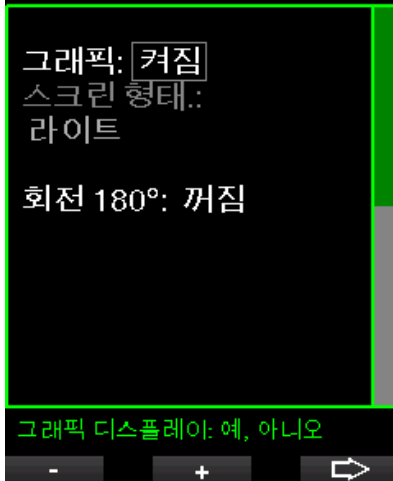 그래픽: 켜짐
스크린 형태.:
라이트
회전 180º: 꺼짐
그래픽 디스플레이: 예, 아니오
- +